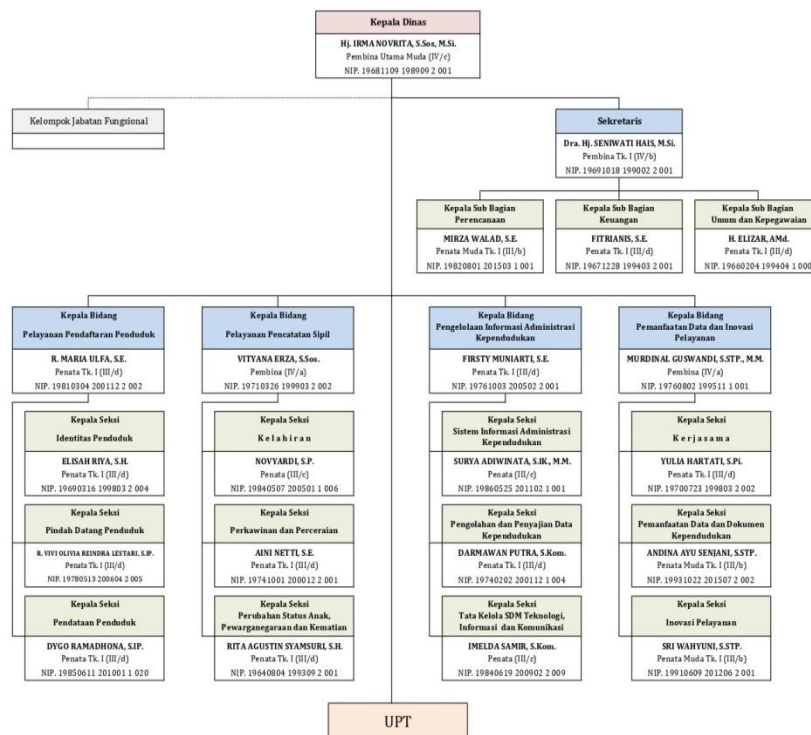 Kepala Dinas
Hj. IRMA NOVRITA, S.Sos, M.Si.
Pembina Utama Muda (IV/c)
NIP. 19681109 198909 2 001
Kelompok Jabatan Fungsional
Sekretaris
Dra. Hj. SENIWATI HAIS, M.Si.
Pembina Tk. I (IV/b)
NIP. 19691018 199002 2 001
Kepala Sub Bagian
Perencanaan
MIRZA WALAD, S.E.
Penata Muda Tk. I (III/b)
NIP. 19820801 201503 1 001
Kepala Sub Bagian
Keuangan
FITRIANIS, S.E.
Penata Tk. I (III/d)
NIP. 19671228 199403 2 001
Kepala Sub Bagian
Umum dan Kepegawaian
H. ELIZAR, AMd.
Penata Tk. I (III/d)
NIP. 19660204 199404 1 000
Kepala Bidang
Pelayanan Pendaftaran Penduduk
R. MARIA ULFA, S.E.
Penata Tk. I (III/d)
NIP. 19810304 200112 2 002
Kepala Seksi
Identitas Penduduk
ELISAH RIYA, S.H.
Penata Tk. I (III/d)
NIP. 19690316 199803 2 004
Kepala Seksi
Pindah Datang Penduduk
R. VIVI OLIVIA REINDRA LESTARI, S.IP.
Penata Tk. I (III/d)
NIP. 19780513 200604 2 005
Kepala Seksi
Pendataan Penduduk
DYGO RAMADHONA, S.IP.
Penata Tk. I (III/d)
NIP. 19850611 201001 1 020
Kepala Bidang
Pelayanan Pencatatan Sipil
VITYANA ERZA, S.Sos.
Pembina (IV/a)
NIP. 19710326 199903 2 002
Kepala Seksi
K e l a h i r a n
NOVYARDI, S.P.
Penata (III/c)
NIP. 19840507 200501 1 006
Kepala Seksi
Perkawinan dan Perceraian
AINI NETTI, S.E.
Penata Tk. I (III/d)
NIP. 19741001 200012 2 001
Kepala Seksi
Perubahan Status Anak,
Pewarganegaraan dan Kematian
RITA AGUSTIN SYAMSURI, S.H.
Penata Tk. I (III/d)
NIP. 19640804 199309 2 001
Kepala Bidang
Pengelolaan Informasi Administrasi
Kependudukan
FIRSTY MUNIARTI, S.E.
Penata Tk. I (III/d)
NIP. 19761003 200502 2 001
Kepala Seksi
Sistem Informasi Administrasi
Kependudukan
SURYA ADIWINATA, S.IK., M.M.
Penata (III/c)
NIP. 19860525 201102 1 001
Kepala Seksi
Pengolahan dan Penyajian Data
Kependudukan
DARMAWAN PUTRA, S.Kom.
Penata Tk. I (III/d)
NIP. 19740202 200112 1 004
Kepala Seksi
Tata Kelola SDM Teknologi,
Informasi dan Komunikasi
IMELDA SAMIR, S.Kom.
Penata (III/c)
NIP. 19840619 200902 2 009
Kepala Bidang
Pemanfaatan Data dan Inovasi
Pelayanan
MURDINAL GUSWANDI, S.STP., M.M.
Pembina (IV/a)
NIP. 19760802 199511 1 001
Kepala Seksi
K e r j a s a m a
YULIA HARTATI, S.Pi.
Penata Tk. I (III/d)
NIP. 19700723 199803 2 002
Kepala Seksi
Pemanfaatan Data dan Dokumen
Kependudukan
ANDINA AYU SENJANI, S.STP.
Penata Muda Tk. I (III/b)
NIP. 19931022 201507 2 002
Kepala Seksi
Inovasi Pelayanan
SRI WAHYUNI, S.STP.
Penata Muda Tk. I (III/b)
NIP. 19910609 201206 2 001
UPT